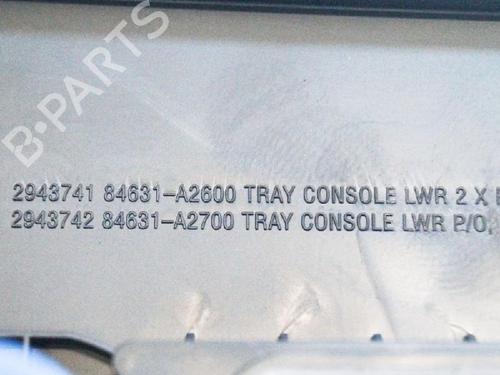 B-PARTS
2943741 84631-A2600 TRAY CONSOLE LWR 2 X
2943742 84631-A2700 TRAY CONSOLE LWR P/O,